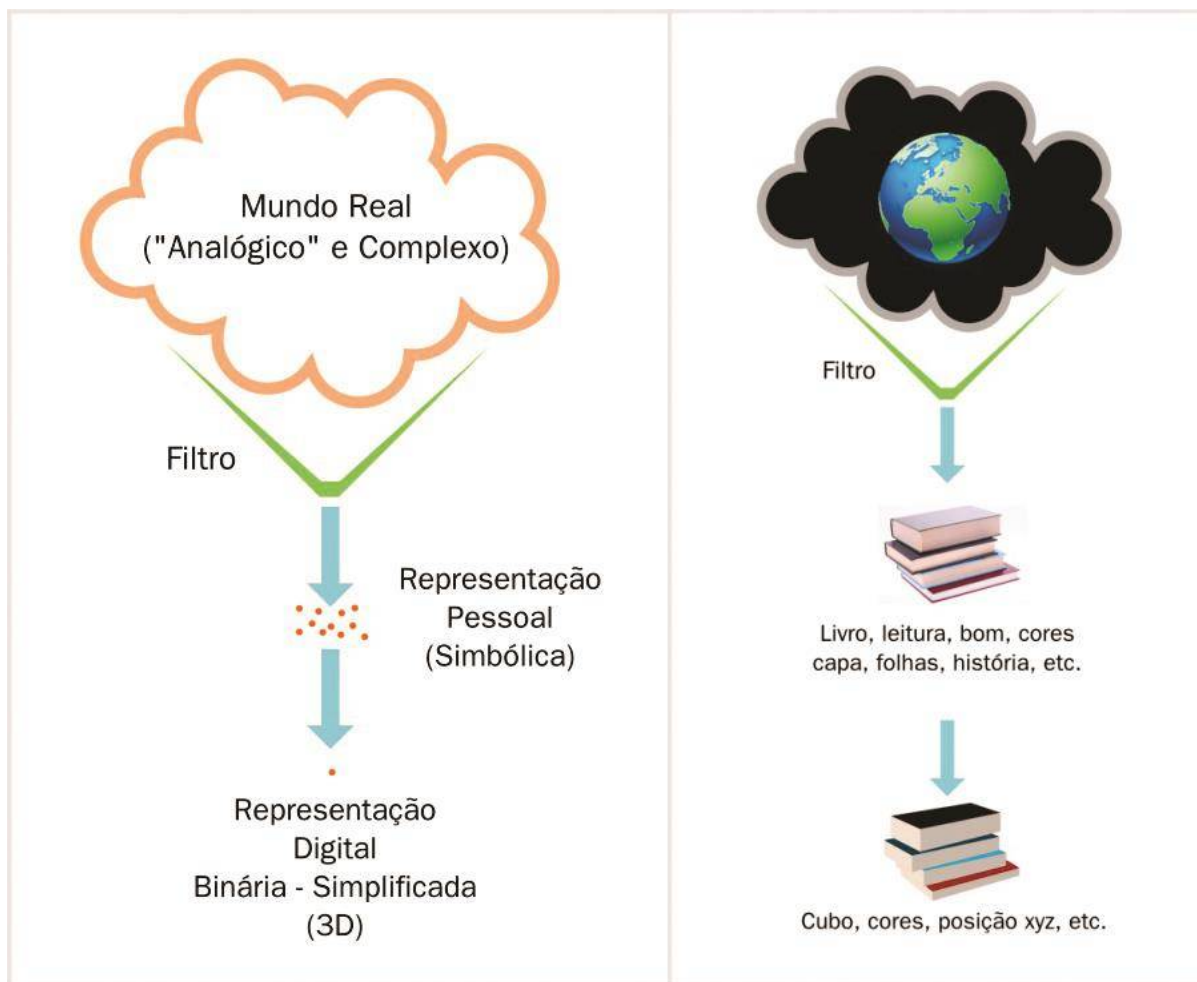 Mundo Real
("Analógico" e Complexo)
Filtro
Representação
Pessoal
(Simbólica)
Representação
Digital
Binária - Simplificada
(3D)
Filtro
Livro, leitura, bom, cores
capa, folhas, história, etc.
Cubo, cores, posição xyz, etc.